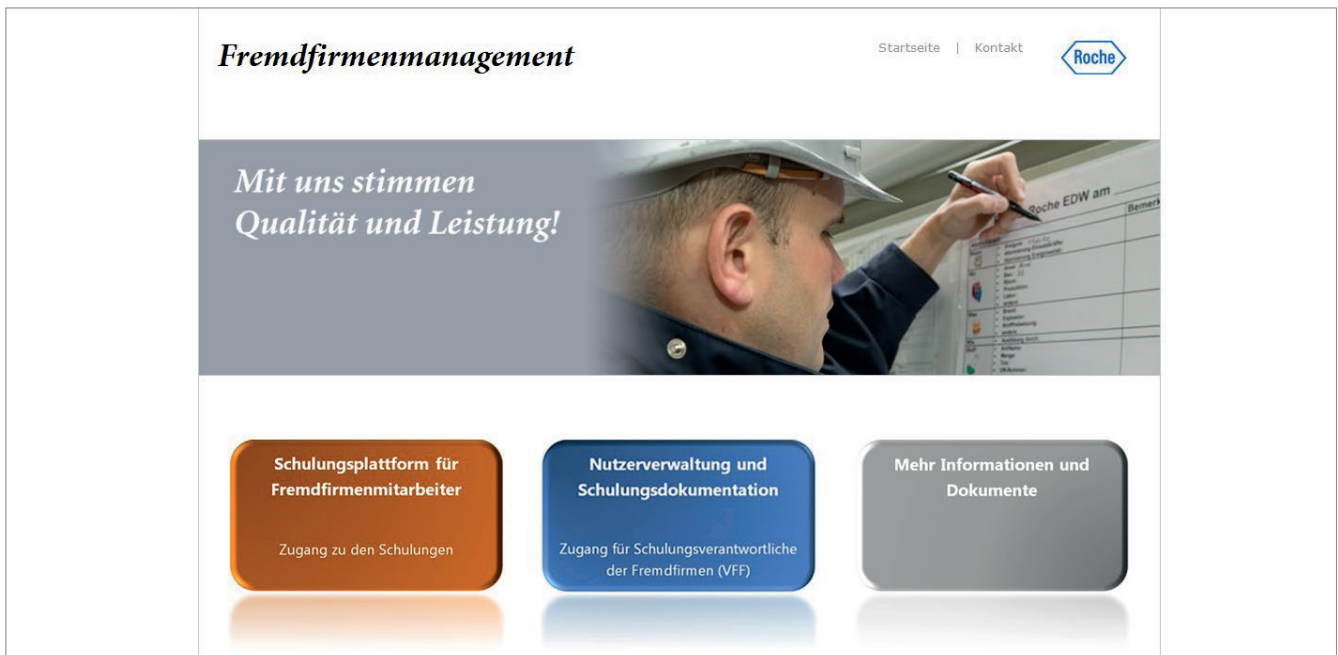 Fremdfirmenmanagement
Startseite | Kontakt
Roche
Mit uns stimmen
Qualität und Leistung!
Roche EDW am
Bemerk
Schulungsplattform für
Fremdfirmenmitarbeiter
Zugang zu den Schulungen
Nutzerverwaltung und
Schulungsdokumentation
Zugang für Schulungsverantwortliche
der Fremdfirmen (VFF)
Mehr Informationen und
Dokumente